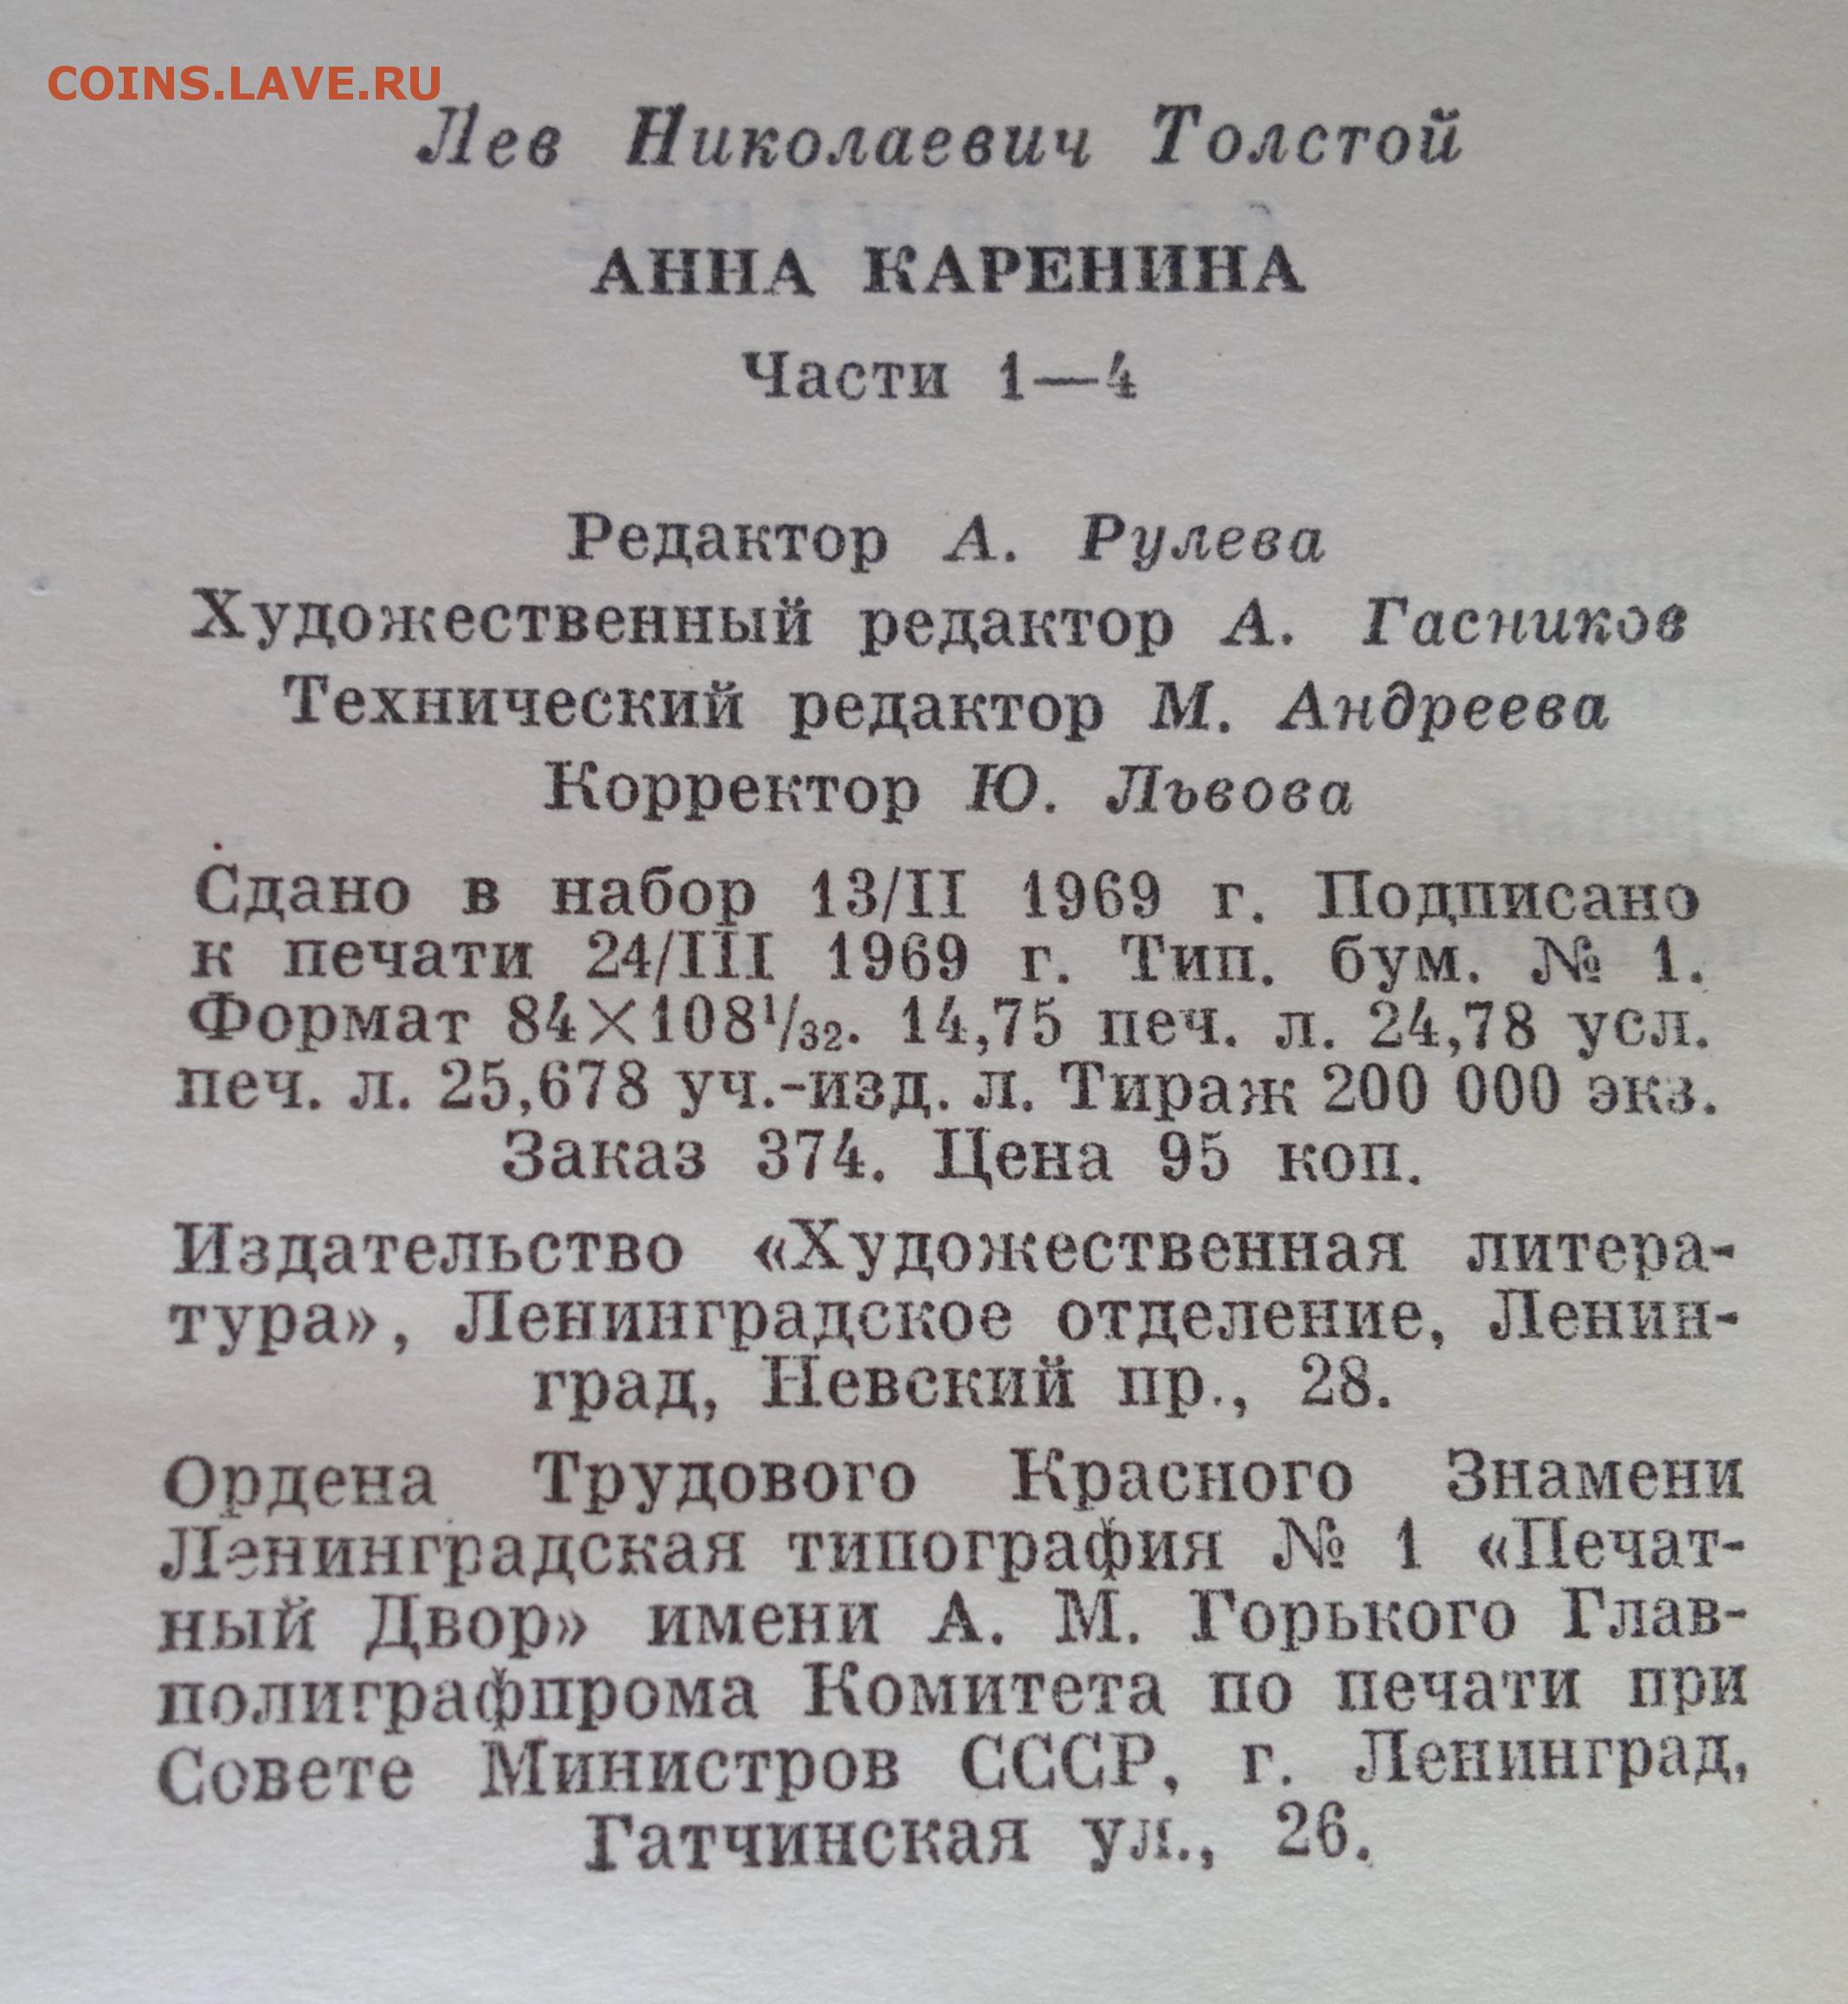 COINS.LAVE.RU
Лев Николаевич Толстой
АННА КАРЕНИНА
Части 1—4
Редактор А. Рулева
Художественный редактор А. Гасников
Технический редактор М. Андреева
Корректор Ю. Львова
Сдано в набор 13/II 1969 г. Подписано
к печати 24/III 1969 г. Тип. бум. № 1.
Формат 84×108¹/₃₂. 14,75 печ. л. 24,78 усл.
печ. л. 25,678 уч.-изд. л. Тираж 200 000 экз.
Заказ 374. Цена 95 коп.
Издательство «Художественная литера-
тура», Ленинградское отделение, Ленин-
град, Невский пр., 28.
Ордена Трудового Красного Знамени
Ленинградская типография № 1 «Печат-
ный Двор» имени А. М. Горького Глав-
полиграфпрома Комитета по печати при
Совете Министров СССР, г. Ленинград,
Гатчинская ул., 26.